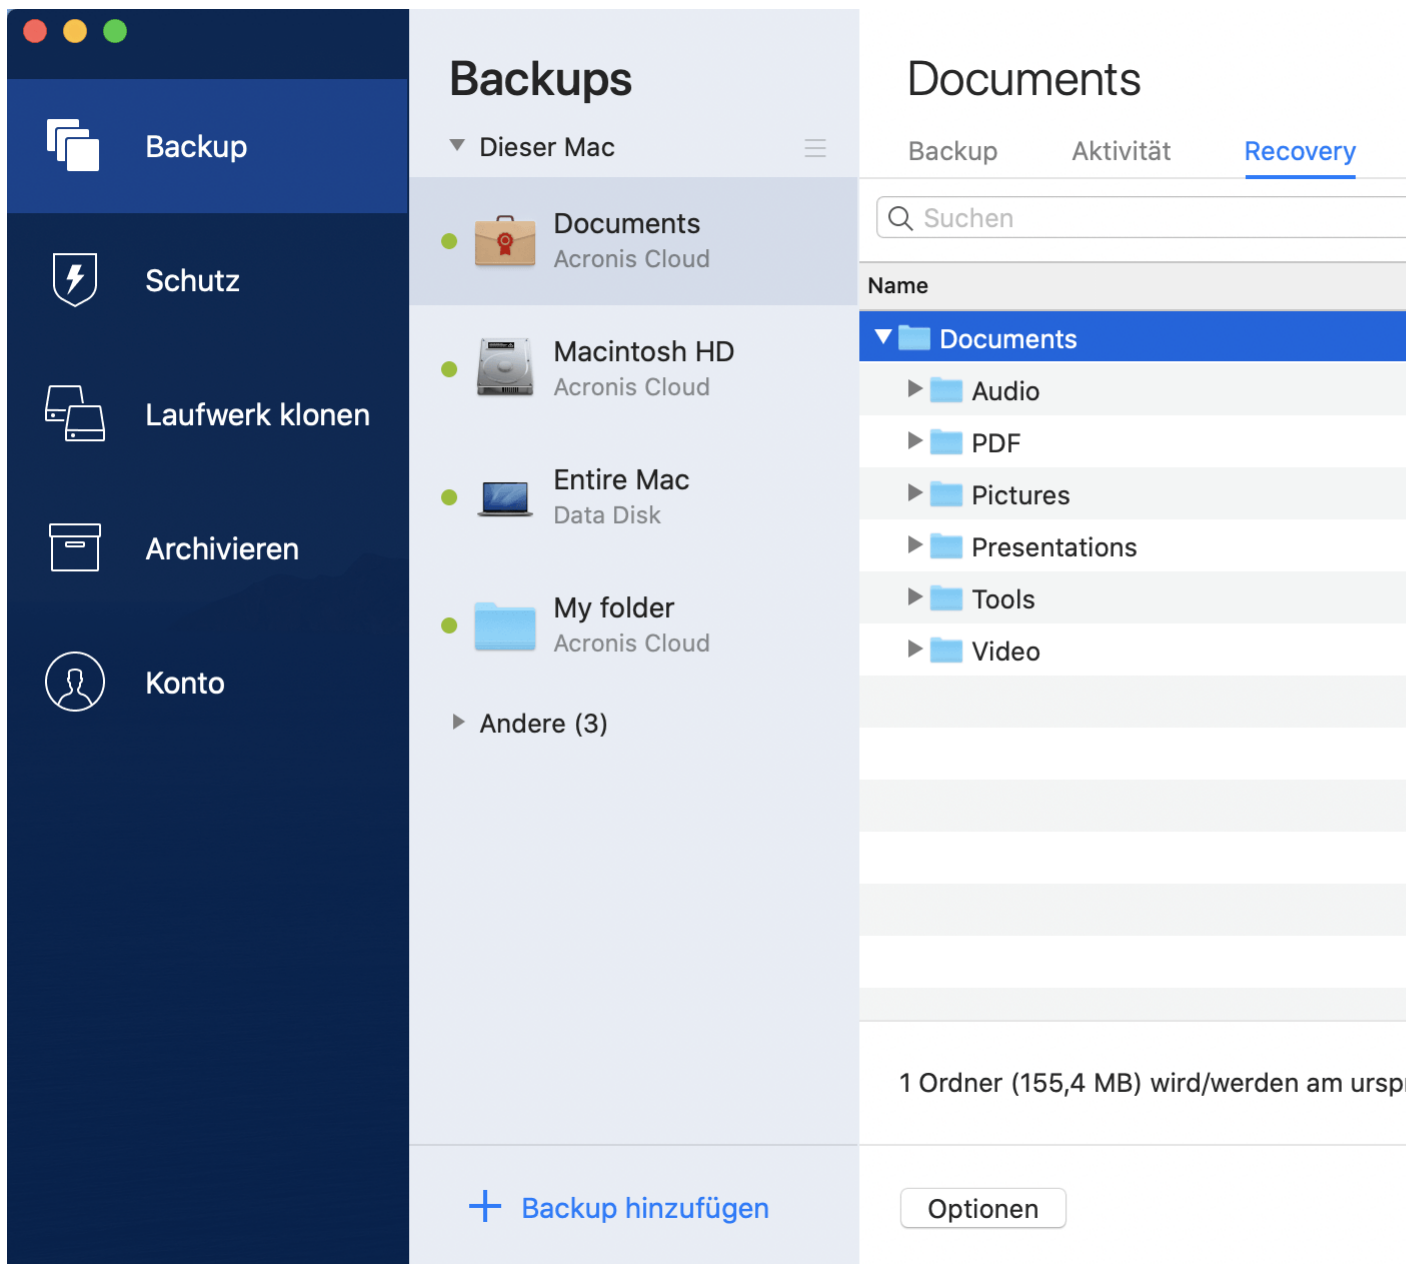 Backup
Schutz
Laufwerk klonen
Archivieren
Konto
Backups
Dieser Mac
Documents
Acronis Cloud
Macintosh HD
Acronis Cloud
Entire Mac
Data Disk
My folder
Acronis Cloud
Andere (3)
Backup hinzufügen
Documents
Backup Aktivität Recovery
Suchen
Name
Documents
Audio
PDF
Pictures
Presentations
Tools
Video
1 Ordner (155,4 MB) wird/werden am urspr
Optionen